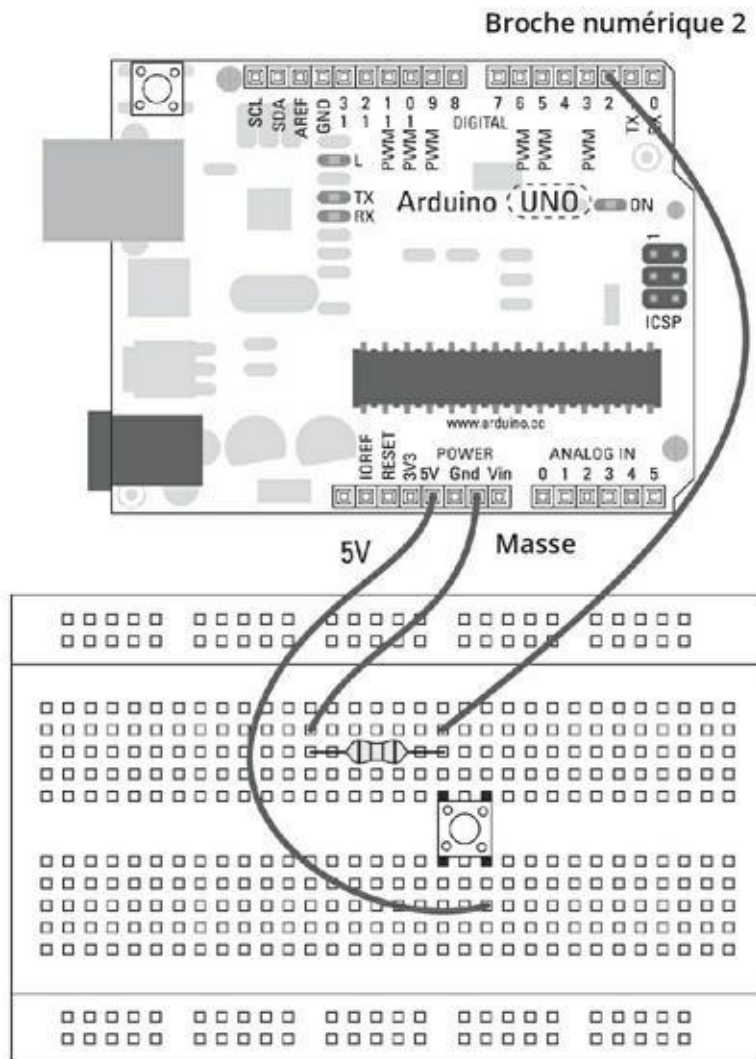 Broche numérique 2
SCL
SDA
AREF
GND
13
12
11
10
9
8
7
6
5
4
3
2
1
0
DIGITAL
PWM
PWM
PWM
PWM
PWM
PWM
TX
RX
L
TX
RX
Arduino UNO
ON
1
ICSP
www.arduino.cc
POWER
ANALOG IN
IOREF
RESET
3V3
5V Gnd Vin
0 1 2 3 4 5
5V
Masse